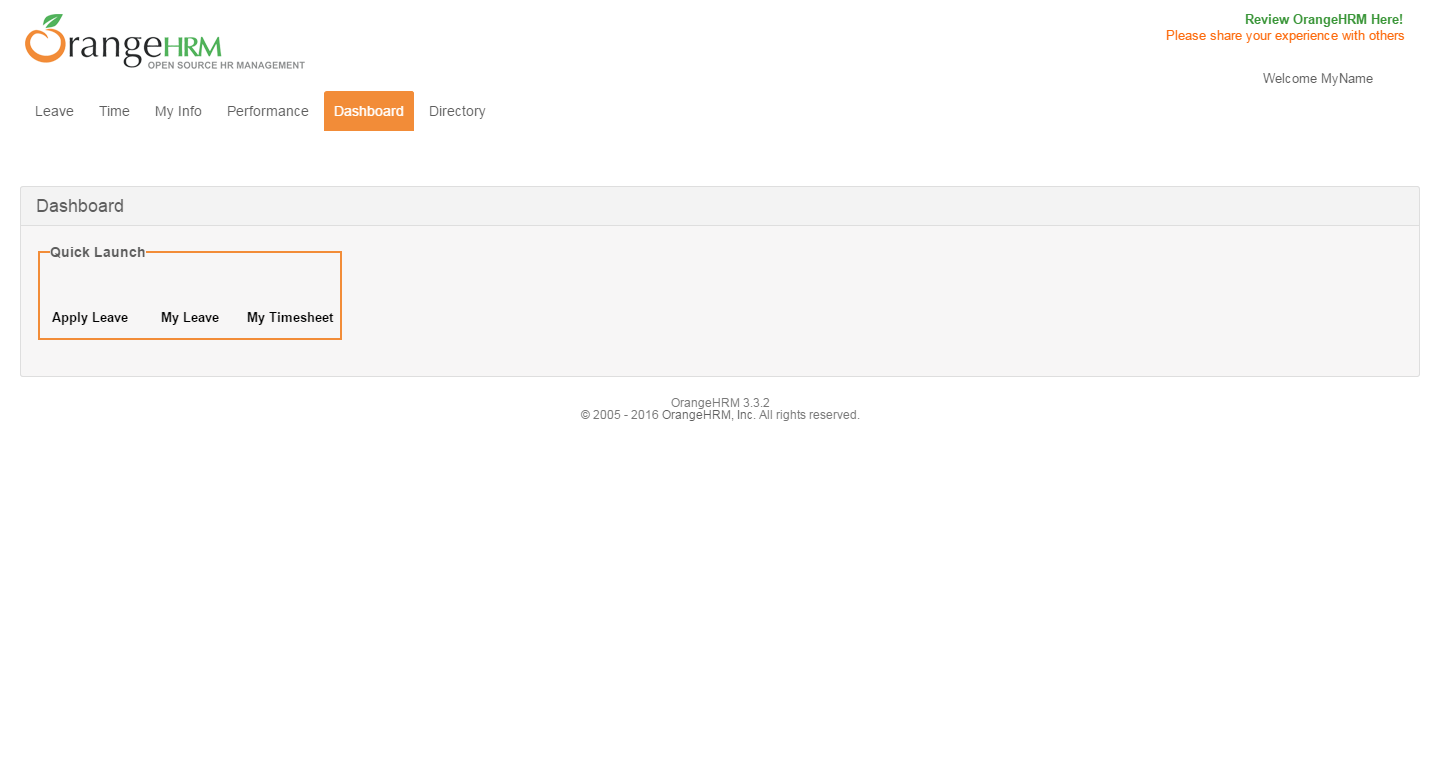 OrangeHRM
OPEN SOURCE HR MANAGEMENT
Review OrangeHRM Here!
Please share your experience with others
Welcome MyName
Leave Time My Info Performance Dashboard Directory
Dashboard
Quick Launch
Apply Leave My Leave My Timesheet
OrangeHRM 3.3.2
© 2005 - 2016 OrangeHRM, Inc. All rights reserved.